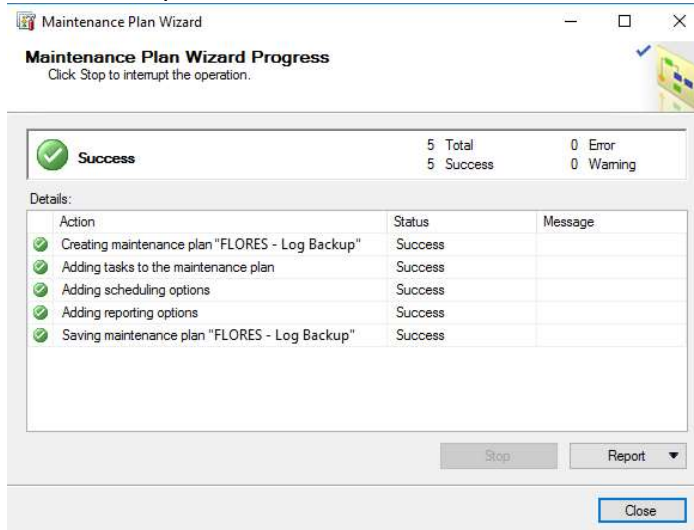 Maintenance Plan Wizard
Maintenance Plan Wizard Progress
Click Stop to interrupt the operation.
Success
5 Total 0 Error
5 Success 0 Warning
Details:
Action Status Message
Creating maintenance plan "FLORES - Log Backup" Success
Adding tasks to the maintenance plan Success
Adding scheduling options Success
Adding reporting options Success
Saving maintenance plan "FLORES - Log Backup" Success
Stop Report
Close